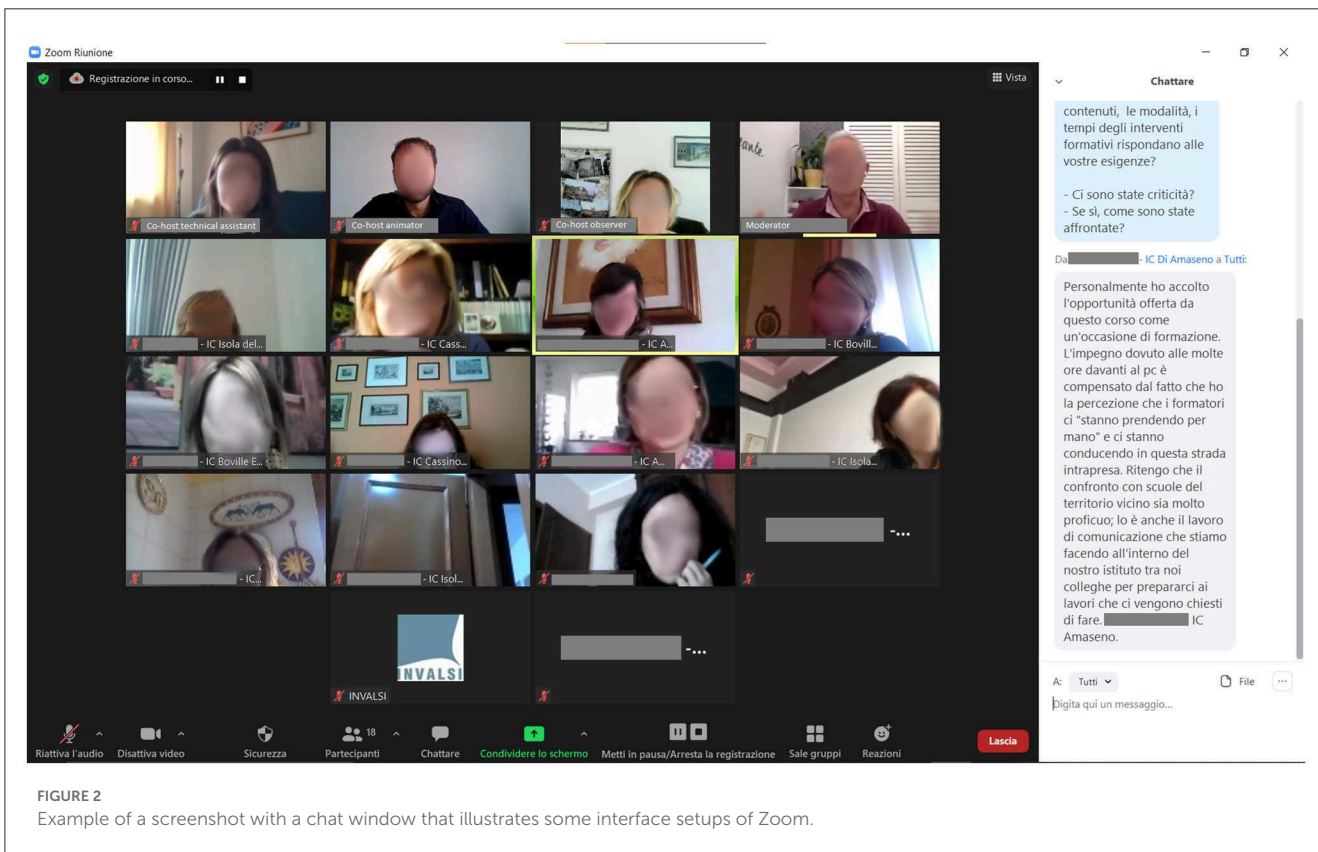 Zoom Riunione
Registrazione in corso...
Vista
Co-host technical assistant
Co-host animator
Co-host observer
Moderator
- IC Isola del...
- IC Cass...
- IC A...
- IC Bovill...
- IC Boville E...
- IC Cassino...
- IC A...
- IC Isola...
- IC...
- IC Isol...
-...
INVALSI
INVALSI
-...
Riattiva l'audio
Disattiva video
Sicurezza
18
Partecipanti
Chattare
Condividere lo schermo
Metti in pausa/Arresta la registrazione
Sale gruppi
Reazioni
Lascia
Chattare
contenuti, le modalità, i
tempi degli interventi
formativi rispondano alle
vostre esigenze?
- Ci sono state criticità?
- Se sì, come sono state
affrontate?
Da - IC Di Amaseno a Tutti:
Personalmente ho accolto
l'opportunità offerta da
questo corso come
un'occasione di formazione.
L'impegno dovuto alle molte
ore davanti al pc è
compensato dal fatto che ho
la percezione che i formatori
ci "stanno prendendo per
mano" e ci stanno
conducendo in questa strada
intrapresa. Ritengo che il
confronto con scuole del
territorio vicino sia molto
proficuo; lo è anche il lavoro
di comunicazione che stiamo
facendo all'interno del
nostro istituto tra noi
colleghe per prepararci ai
lavori che ci vengono chiesti
di fare. IC
Amaseno.
A: Tutti
File
Digita qui un messaggio...
FIGURE 2
Example of a screenshot with a chat window that illustrates some interface setups of Zoom.